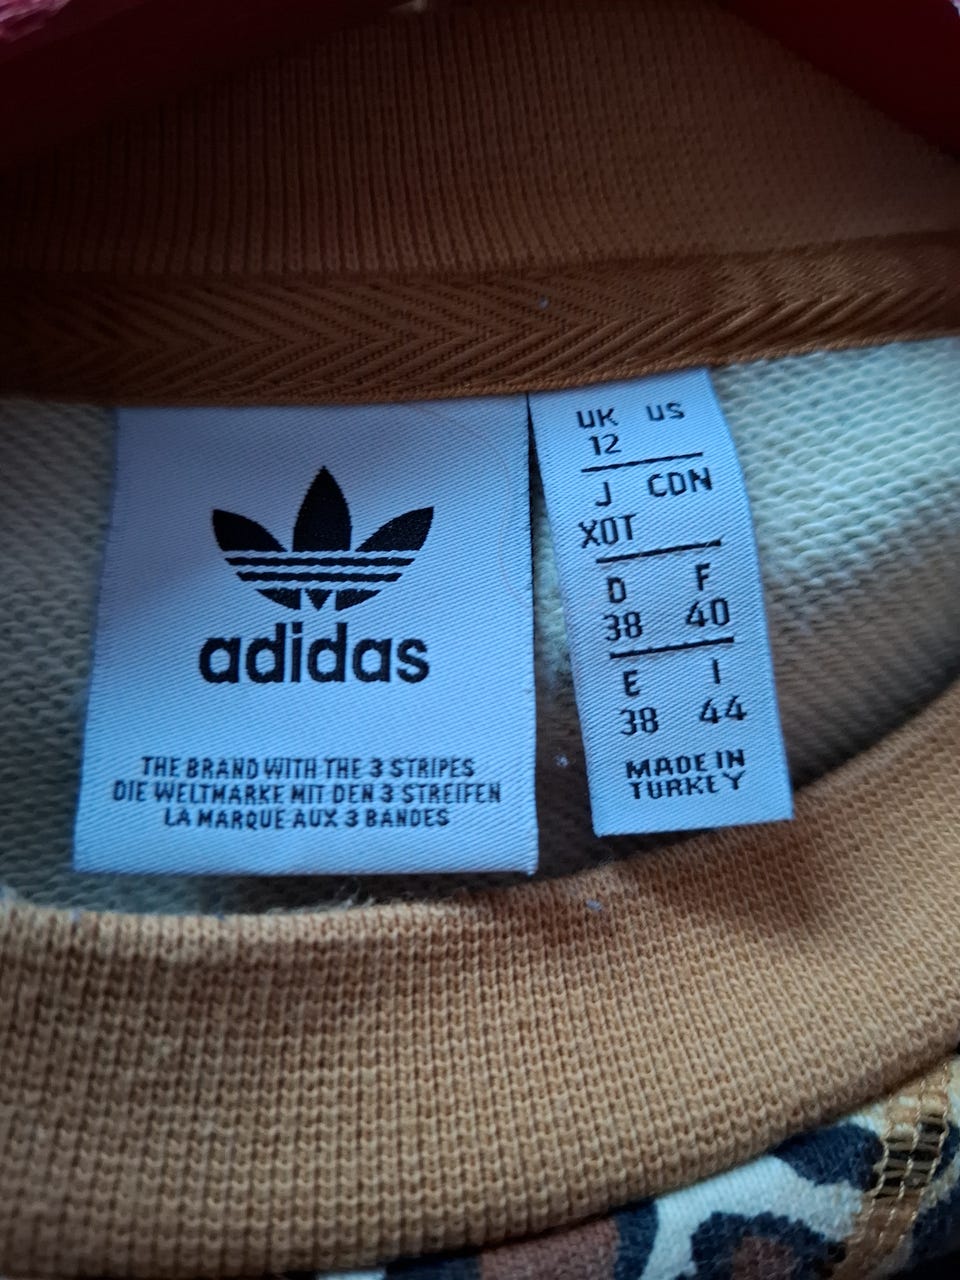 adidas
THE BRAND WITH THE 3 STRIPES
DIE WELTMARKE MIT DEN 3 STREIFEN
LA MARQUE AUX 3 BANDES
UK US
12
J CDN
XOT
D F
38 40
E I
38 44
MADE IN
TURKEY